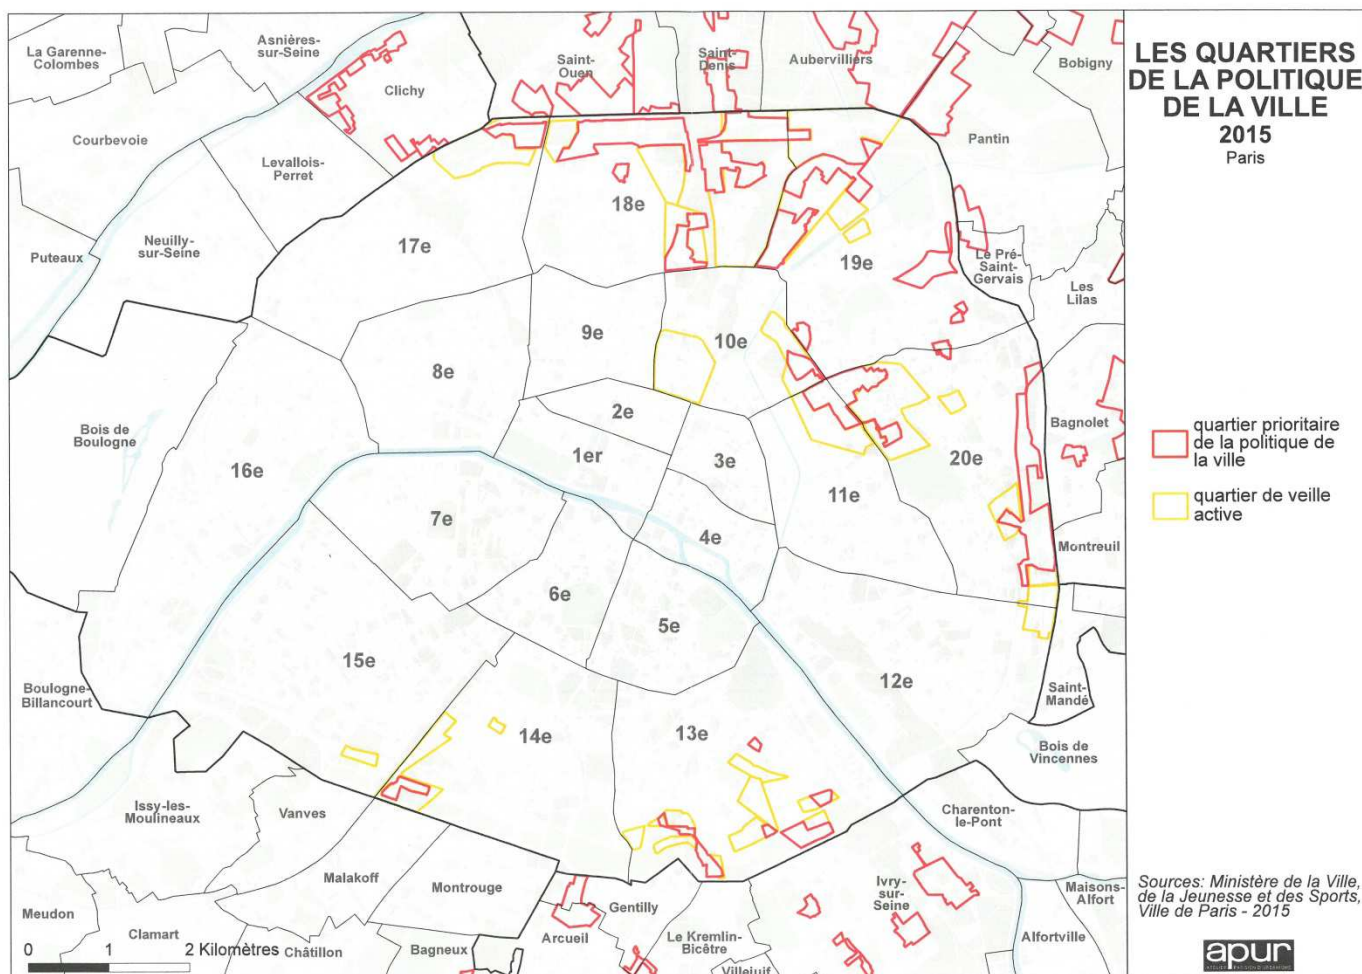 LES QUARTIERS
DE LA POLITIQUE
DE LA VILLE
2015
Paris
quartier prioritaire
de la politique de
la ville
quartier de veille
active
Sources: Ministère de la Ville,
de la Jeunesse et des Sports,
Ville de Paris - 2015
apur
La Garenne-
Colombes
Asnières-
sur-Seine
Clichy
Saint-
Ouen
Saint-
Denis
Aubervilliers
Bobigny
Courbevoie
Levallois-
Perret
Pantin
Puteaux
Neuilly-
sur-Seine
17e
18e
19e
Le Pré-
Saint-
Gervais
Les
Lilas
9e
10e
8e
2e
Bois de
Boulogne
16e
1er
3e
20e
Bagnolet
7e
11e
4e
Montreuil
6e
5e
15e
12e
Boulogne-
Billancourt
14e
13e
Saint-
Mandé
Bois de
Vincennes
Issy-les-
Moulineaux
Vanves
Charenton-
le-Pont
Malakoff
Montrouge
Ivry-
sur-
Seine
Maisons-
Alfort
Meudon
Clamart
Châtillon
Bagneux
Arcueil
Gentilly
Le Kremlin-
Bicêtre
Villejuif
Alfortville
0 1 2 Kilomètres